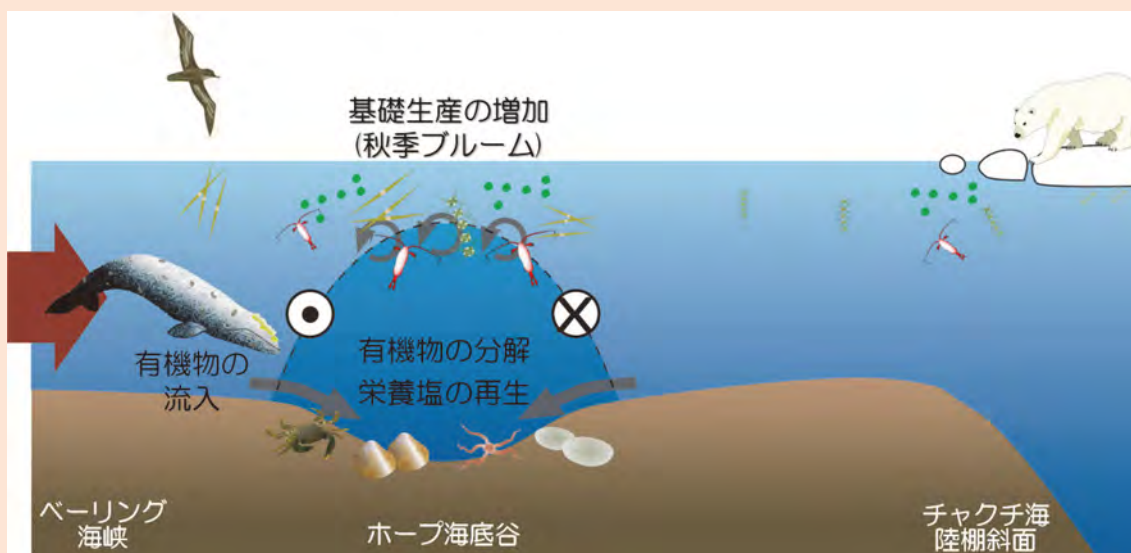 基礎生産の増加
(秋季ブルーム)
有機物の
流入
有機物の分解
栄養塩の再生
ベーリング
海峡
ホープ海底谷
チャクチ海
陸棚斜面